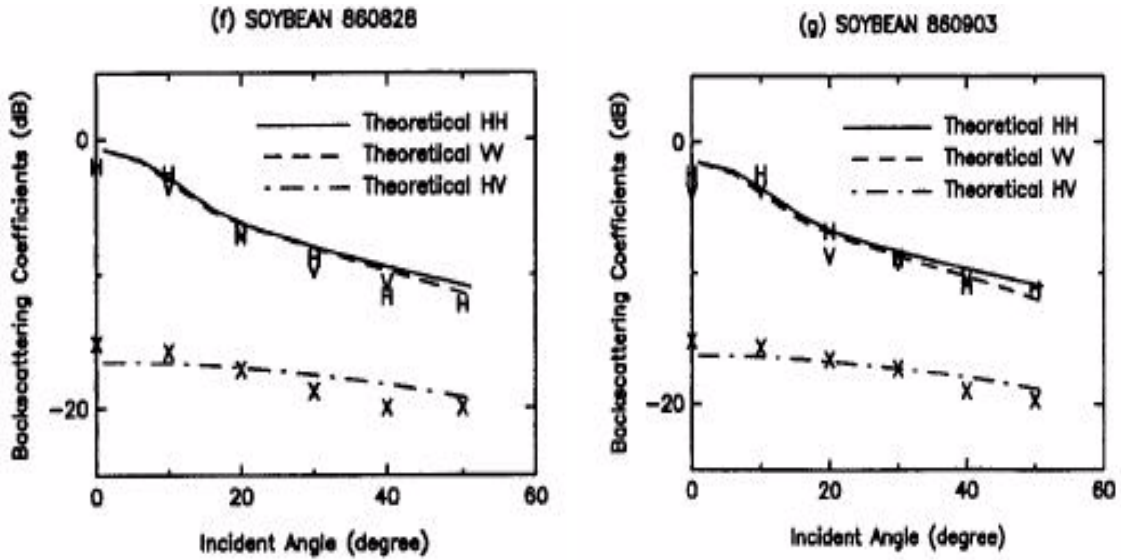 (f) SOYBEAN 860828
0
-20
Backscattering Coefficients (dB)
Theoretical HH
Theoretical VV
Theoretical HV
H
H
V
H
V
V
H
H
V
X
X
X
X
X
X
0
20
40
60
Incident Angle (degree)
(g) SOYBEAN 860903
0
-20
Backscattering Coefficients (dB)
Theoretical HH
Theoretical VV
Theoretical HV
H
V
H
V
H
V
H
X
X
X
X
X
X
0
20
40
60
Incident Angle (degree)